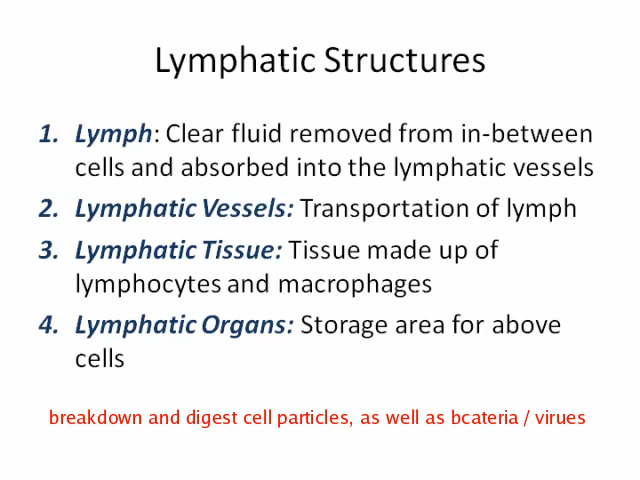 Lymphatic Structures
1. Lymph: Clear fluid removed from in-between
cells and absorbed into the lymphatic vessels
2. Lymphatic Vessels: Transportation of lymph
3. Lymphatic Tissue: Tissue made up of
lymphocytes and macrophages
4. Lymphatic Organs: Storage area for above
cells
breakdown and digest cell particles, as well as bcateria / virues